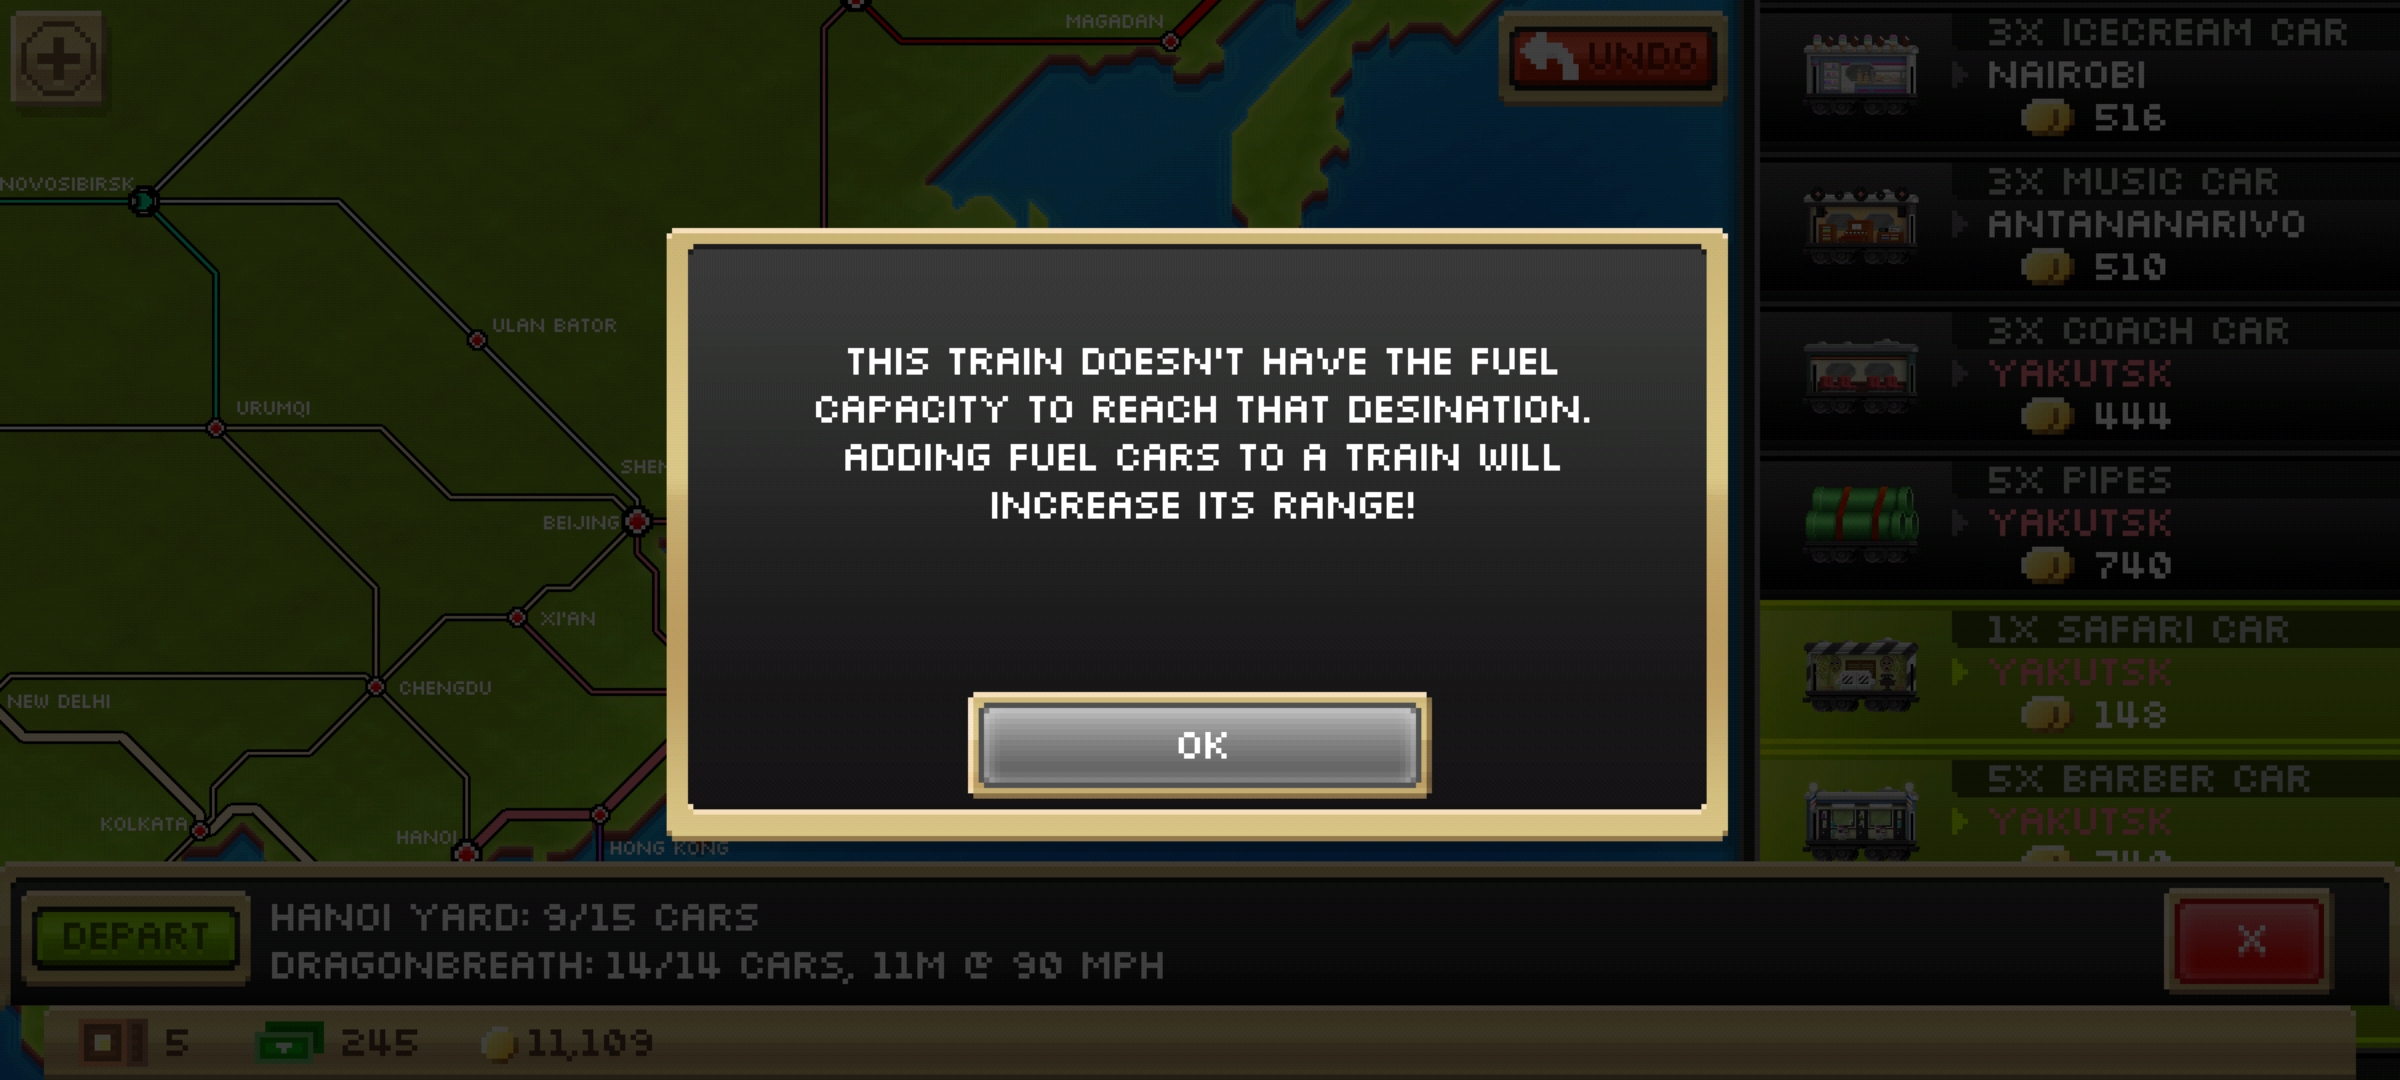 MAGADAN
UNDO
NOVOSIBIRSK
ULAN BATOR
URUMQI
SHEN
BEIJING
XI'AN
CHENGDU
NEW DELHI
KOLKATA
HANOI
HONG KONG
THIS TRAIN DOESN'T HAVE THE FUEL
CAPACITY TO REACH THAT DESINATION.
ADDING FUEL CARS TO A TRAIN WILL
INCREASE ITS RANGE!
OK
3X ICECREAM CAR
NAIROBI
516
3X MUSIC CAR
ANTANANARIVO
510
3X COACH CAR
YAKUTSK
444
5X PIPES
YAKUTSK
740
1X SAFARI CAR
YAKUTSK
148
5X BARBER CAR
YAKUTSK
740
DEPART
HANOI YARD: 9/15 CARS
DRAGONBREATH: 14/14 CARS, 11M @ 90 MPH
X
5
245
11,109